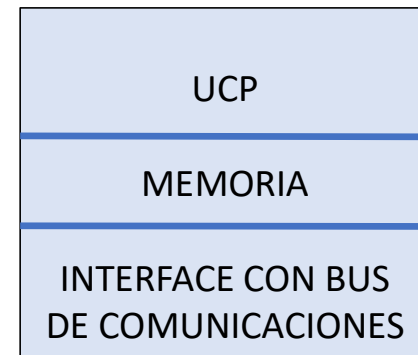 UCP
MEMORIA
INTERFACE CON BUS
DE COMUNICACIONES